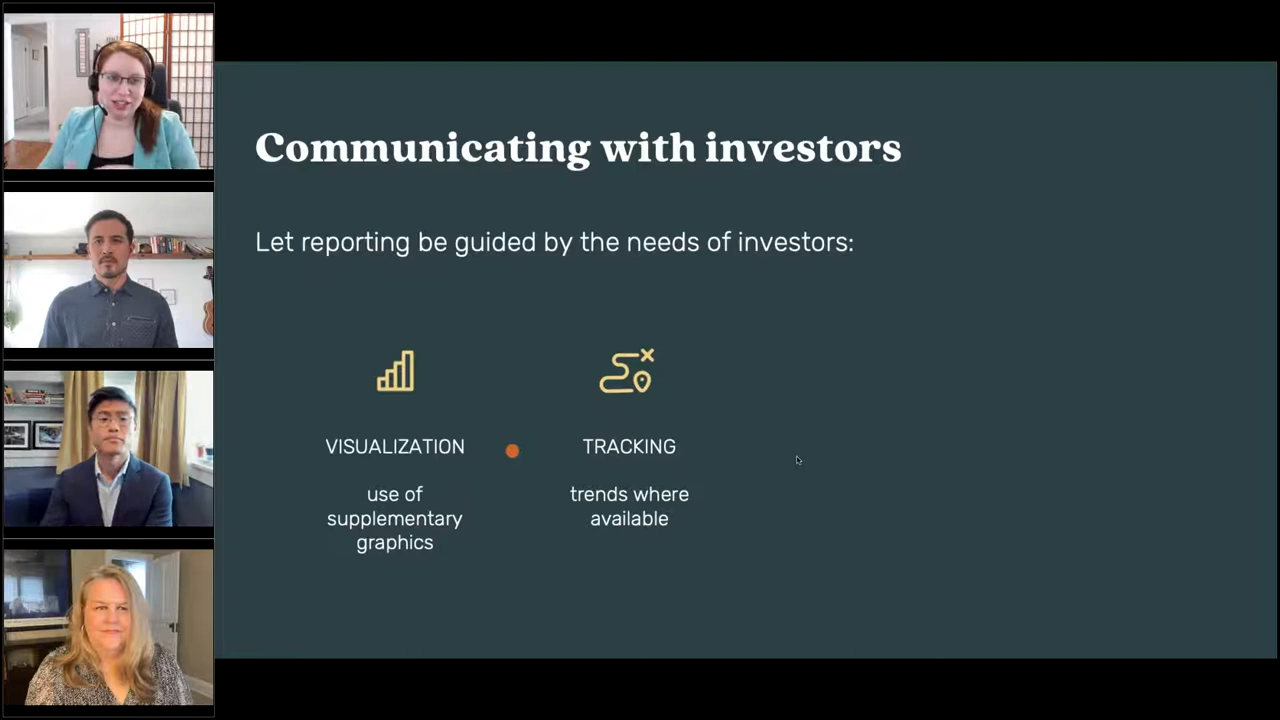 Communicating with investors
Let reporting be guided by the needs of investors:
VISUALIZATION
use of
supplementary
graphics
TRACKING
trends where
available